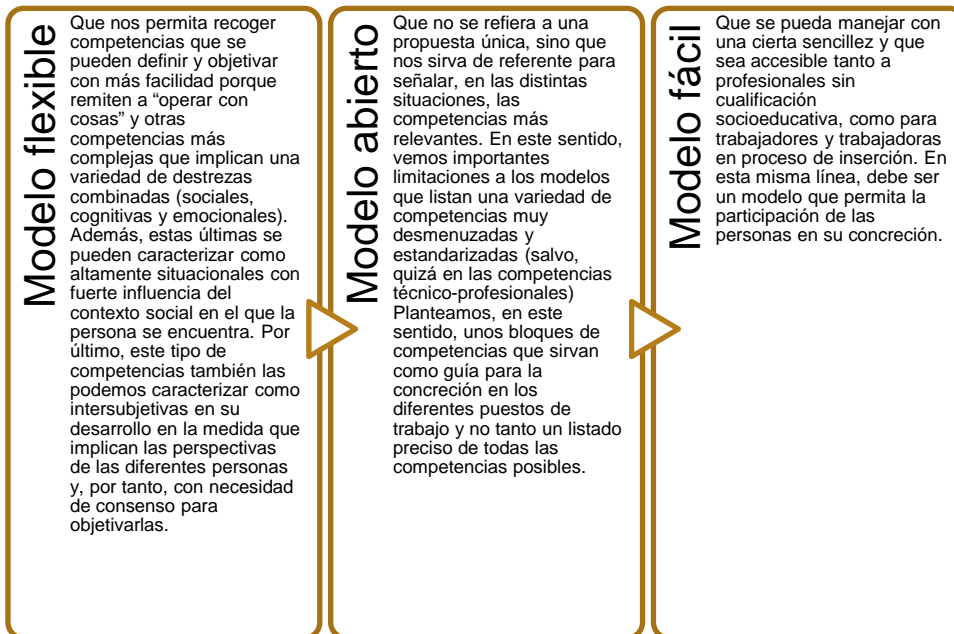 Modelo flexible
Que nos permita recoger
competencias que se
pueden definir y objetivar
con más facilidad porque
remiten a “operar con
cosas” y otras
competencias más
complejas que implican una
variedad de destrezas
combinadas (sociales,
cognitivas y emocionales).
Además, estas últimas se
pueden caracterizar como
altamente situacionales con
fuerte influencia del
contexto social en el que la
persona se encuentra. Por
último, este tipo de
competencias también las
podemos caracterizar como
intersubjetivas en su
desarrollo en la medida que
implican las perspectivas
de las diferentes personas
y, por tanto, con necesidad
de consenso para
objetivarlas.
Modelo abierto
Que no se refiera a una
propuesta única, sino que
nos sirva de referente para
señalar, en las distintas
situaciones, las
competencias más
relevantes. En este sentido,
vemos importantes
limitaciones a los modelos
que listan una variedad de
competencias muy
desmenuzadas y
estandarizadas (salvo,
quizá en las competencias
técnico-profesionales)
Planteamos, en este
sentido, unos bloques de
competencias que sirvan
como guía para la
concreción en los
diferentes puestos de
trabajo y no tanto un listado
preciso de todas las
competencias posibles.
Modelo fácil
Que se pueda manejar con
una cierta sencillez y que
sea accesible tanto a
profesionales sin
cualificación
socioeducativa, como para
trabajadores y trabajadoras
en proceso de inserción. En
esta misma línea, debe ser
un modelo que permita la
participación de las
personas en su concreción.